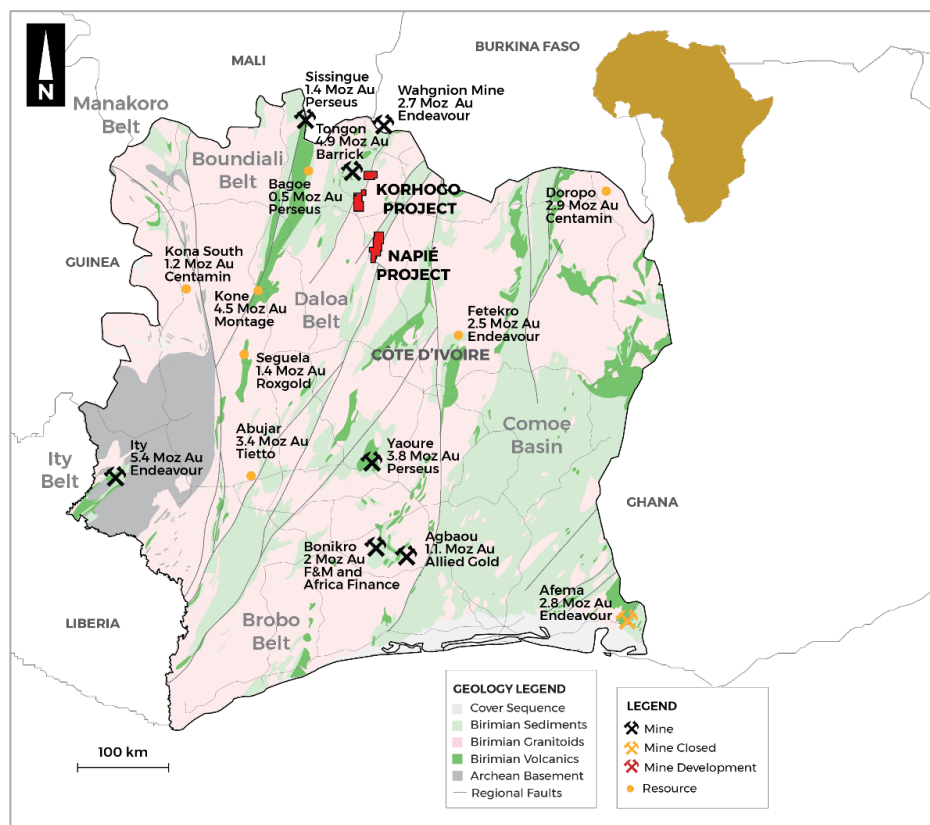 BURKINA FASO
MALI
N
Sissingue
1.4 Moz Au
Perseus
Wahgnion Mine
2.7 Moz Au
Endeavour
Manakoro
Belt
Tongon
4.9 Moz Au
Barrick
Boundiali
Belt
Bagoe
0.5 Moz Au
Perseus
KORHOGO
PROJECT
Doropo
2.9 Moz Au
Centamin
NAPIÉ
PROJECT
GUINEA
Kona South
1.2 Moz Au
Centamin
Kone
4.5 Moz Au
Montage
Daloa
Belt
Fetekro
2.5 Moz Au
Endeavour
CÔTE D'IVOIRE
Seguela
1.4 Moz Au
Roxgold
Comoe
Basin
Abujar
3.4 Moz Au
Tietto
Yaoure
3.8 Moz Au
Perseus
Ity
Belt
Ity
5.4 Moz Au
Endeavour
GHANA
Bonikro
2 Moz Au
F&M and
Africa Finance
Agbaou
1.1. Moz Au
Allied Gold
Afema
2.8 Moz Au
Endeavour
LIBERIA
Brobo
Belt
100 km
GEOLOGY LEGEND
Cover Sequence
Birimian Sediments
Birimian Granitoids
Birimian Volcanics
Archean Basement
Regional Faults
LEGEND
Mine
Mine Closed
Mine Development
Resource